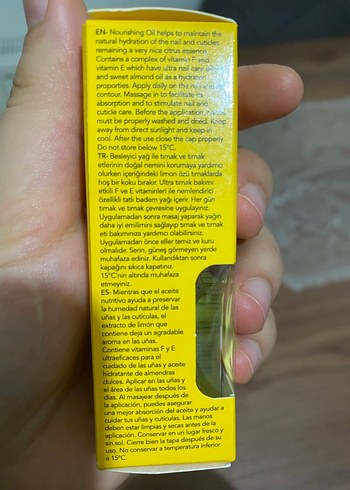 EN- Nourishing Oil helps to maintain the
natural hydration of the nail and cuticles
remaining a very nice citrus essence.
Contains a complex of vitamin F and
vitamin E which have ultra nail care
and sweet almond oil as a hydrating
proporties. Apply daily on the nail and
contour. Massage in to facilitate its
absorption and to stimulate nail and
cuticle care. Before the application, hands
must be properly washed and dried. Keep
away from direct sunlight and keep in
cool. After the use close the cap properly.
Do not store below 15°C.
TR- Besleyici yağ ile tırnak ve tırnak
etlerinin doğal nemini korumaya yardımcı
olurken içeriğindeki limon özü tırnaklarda
hoş bir koku bırakır. Ultra tırnak bakımı
etkili F ve E vitaminleri ile nemlendirici
özellikli tatlı badem yağı içerir. Her gün
tırnak ve tırnak çevresine uygulayınız.
Uygulamadan sonra masaj yaparak yağın
daha iyi emilimini sağlayıp tırnak ve tırnak
eti bakımınıza yardımcı olabilirsiniz.
Uygulamadan önce eller temiz ve kuru
olmalıdır. Serin, güneş görmeyen yerde
muhafaza ediniz. Kullandıktan sonra
kapağını sıkıca kapatınız.
15°C'nin altında muhafaza
etmeyiniz.
ES- Mientras que el aceite
nutritivo ayuda a preservar
la humedad natural de las
uñas y las cutículas, el
extracto de limón que
contiene deja un agradable
aroma en las uñas.
Contiene vitaminas F y E
ultraeficaces para el
cuidado de las uñas y aceite
hidratante de almendras
dulces. Aplicar en las uñas y
el área de las uñas todos los
días. Al masajear después de
la aplicación, puedes asegurar
una mejor absorción del aceite y ayudar a
cuidar tus uñas y cutículas. Las manos
deben estar limpias y secas antes de la
aplicación. Conservar en un lugar fresco y
sin sol. Cierre bien la tapa después de su
uso. No conservar a temperatura inferior
a 15°C.